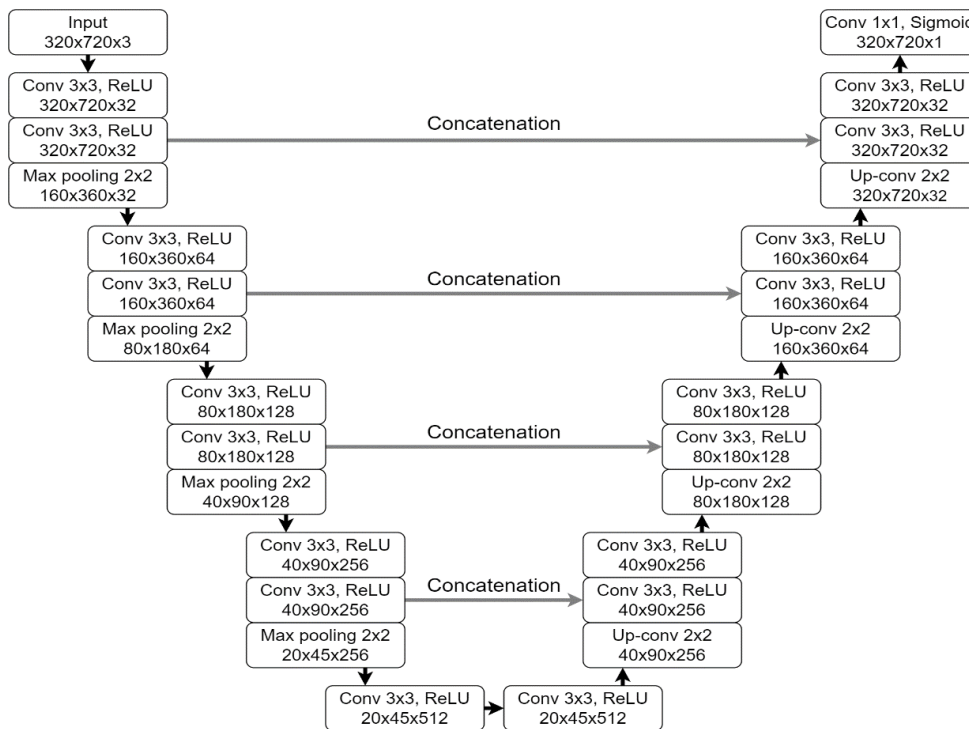 Input
320x720x3
Conv 3x3, ReLU
320x720x32
Conv 3x3, ReLU
320x720x32
Max pooling 2x2
160x360x32
Conv 3x3, ReLU
160x360x64
Conv 3x3, ReLU
160x360x64
Max pooling 2x2
80x180x64
Conv 3x3, ReLU
80x180x128
Conv 3x3, ReLU
80x180x128
Max pooling 2x2
40x90x128
Conv 3x3, ReLU
40x90x256
Conv 3x3, ReLU
40x90x256
Max pooling 2x2
20x45x256
Conv 3x3, ReLU
20x45x512
Conv 3x3, ReLU
20x45x512
Concatenation
Concatenation
Concatenation
Concatenation
Conv 1x1, Sigmoid
320x720x1
Conv 3x3, ReLU
320x720x32
Conv 3x3, ReLU
320x720x32
Up-conv 2x2
320x720x32
Conv 3x3, ReLU
160x360x64
Conv 3x3, ReLU
160x360x64
Up-conv 2x2
160x360x64
Conv 3x3, ReLU
80x180x128
Conv 3x3, ReLU
80x180x128
Up-conv 2x2
80x180x128
Conv 3x3, ReLU
40x90x256
Conv 3x3, ReLU
40x90x256
Up-conv 2x2
40x90x256